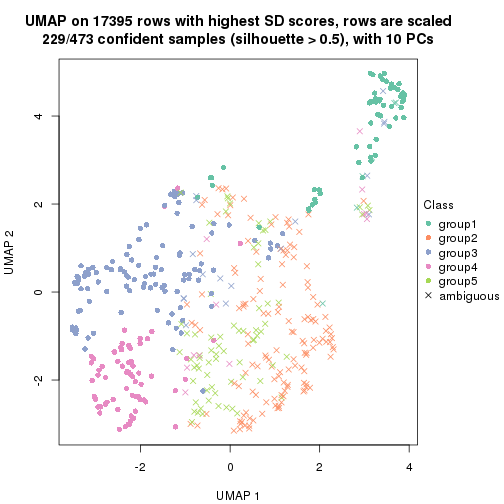 UMAP on 17395 rows with highest SD scores, rows are scaled
229/473 confident samples (silhouette > 0.5), with 10 PCs
4
2
0
-2
UMAP 2
-2
0
2
4
UMAP 1
Class
group1
group2
group3
group4
group5
ambiguous